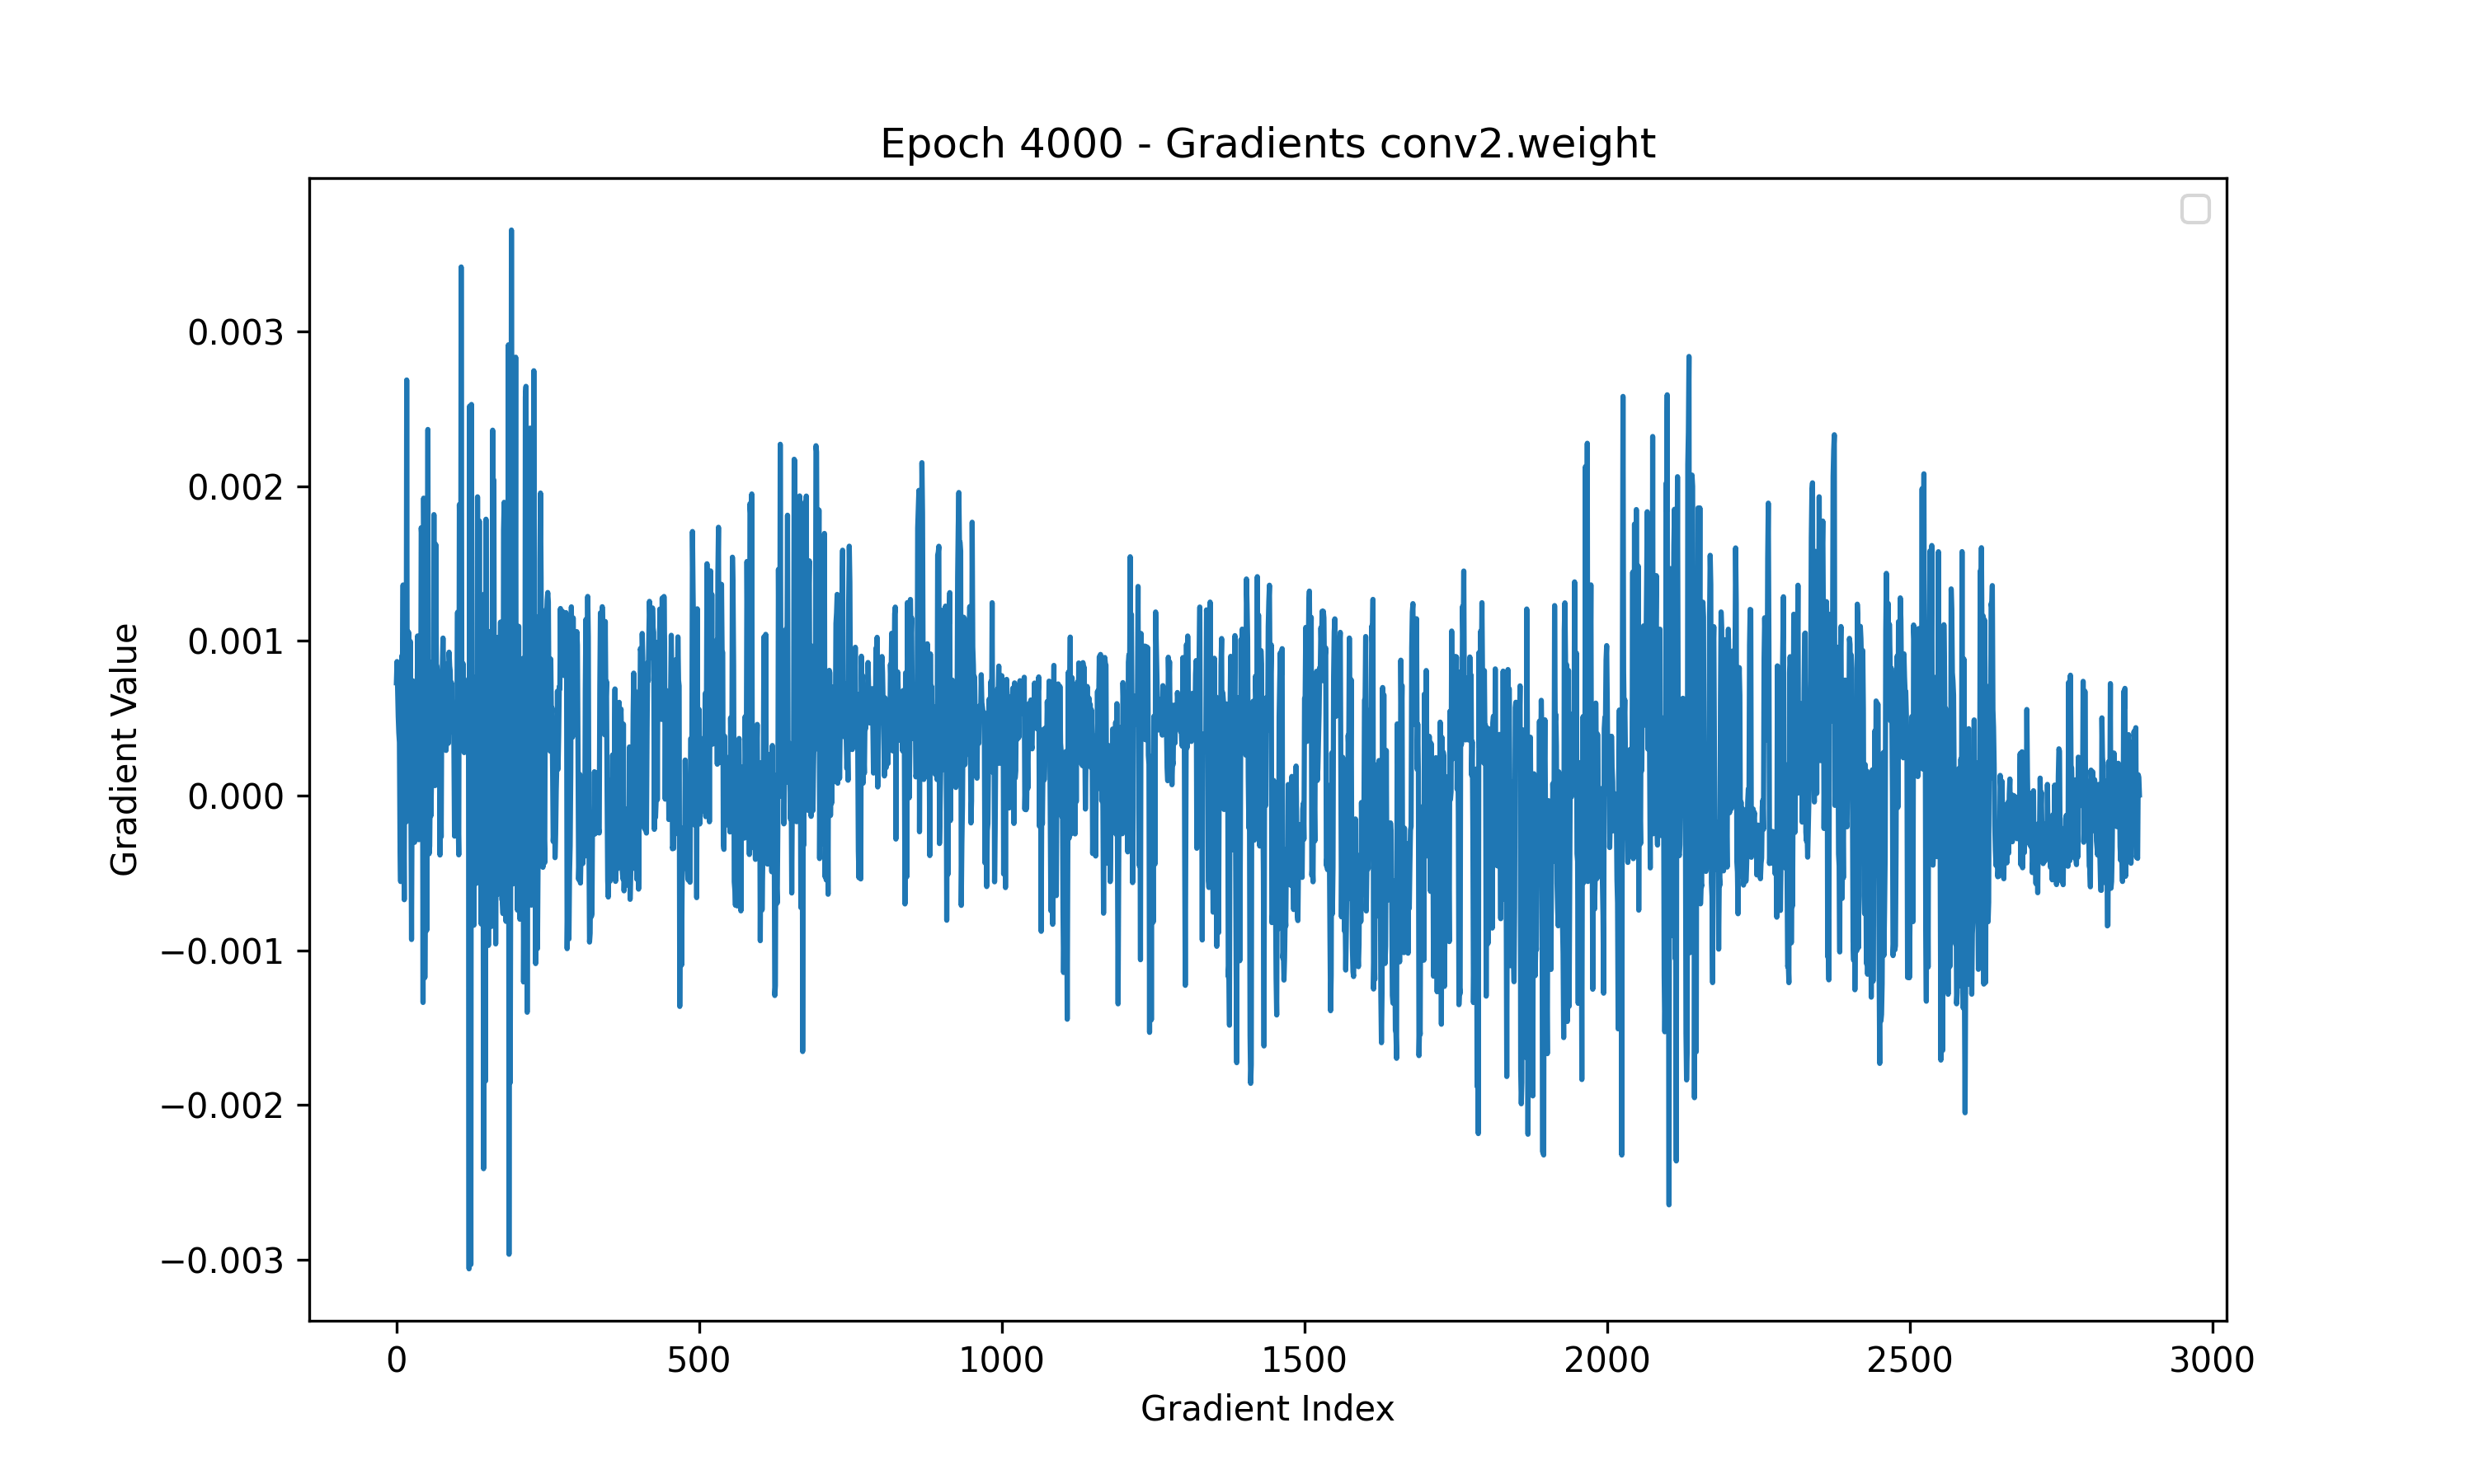 Epoch 4000 - Gradients conv2.weight
0.003
0.002
0.001
0.000
−0.001
−0.002
−0.003
Gradient Value
0 500 1000 1500 2000 2500 3000
Gradient Index